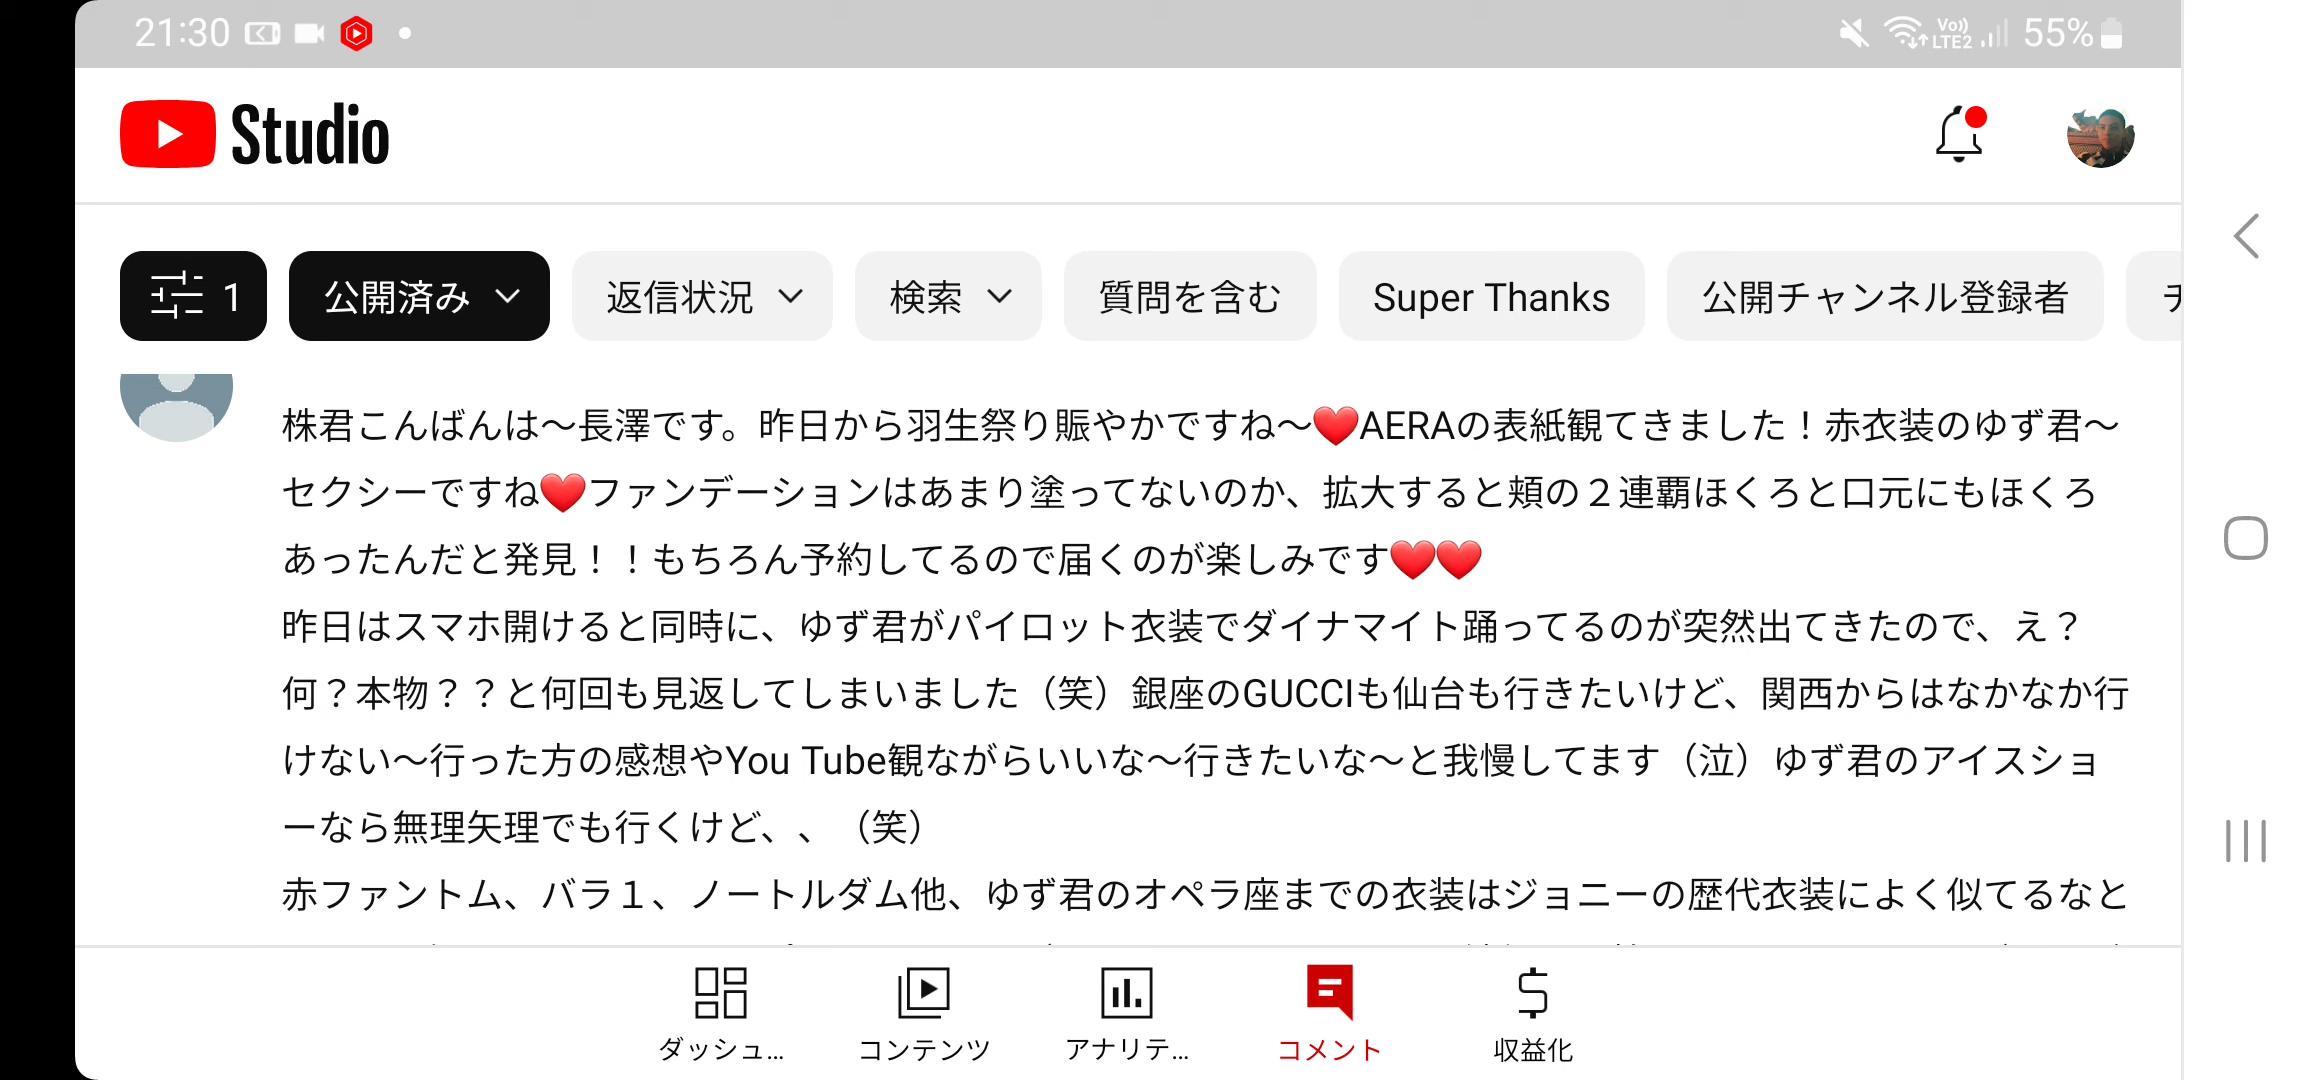 21:30
Vo)) LTE2 55%
Studio
1 公開済み 返信状況 検索 質問を含む Super Thanks 公開チャンネル登録者
株君こんばんは〜長澤です。昨日から羽生祭り賑やかですね〜❤️AERAの表紙観てきました！赤衣装のゆず君〜
セクシーですね❤️ファンデーションはあまり塗ってないのか、拡大すると頬の２連覇ほくろと口元にもほくろ
あったんだと発見！！もちろん予約してるので届くのが楽しみです❤️❤️
昨日はスマホ開けると同時に、ゆず君がパイロット衣装でダイナマイト踊ってるのが突然出てきたので、え？
何？本物？？と何回も見返してしまいました（笑）銀座のGUCCIも仙台も行きたいけど、関西からはなかなか行
けない〜行った方の感想やYou Tube観ながらいいな〜行きたいな〜と我慢してます（泣）ゆず君のアイスショ
ーなら無理矢理でも行くけど、、（笑）
赤ファントム、バラ１、ノートルダム他、ゆず君のオペラ座までの衣装はジョニーの歴代衣装によく似てるなと
ダッシュ... コンテンツ アナリテ... コメント 収益化